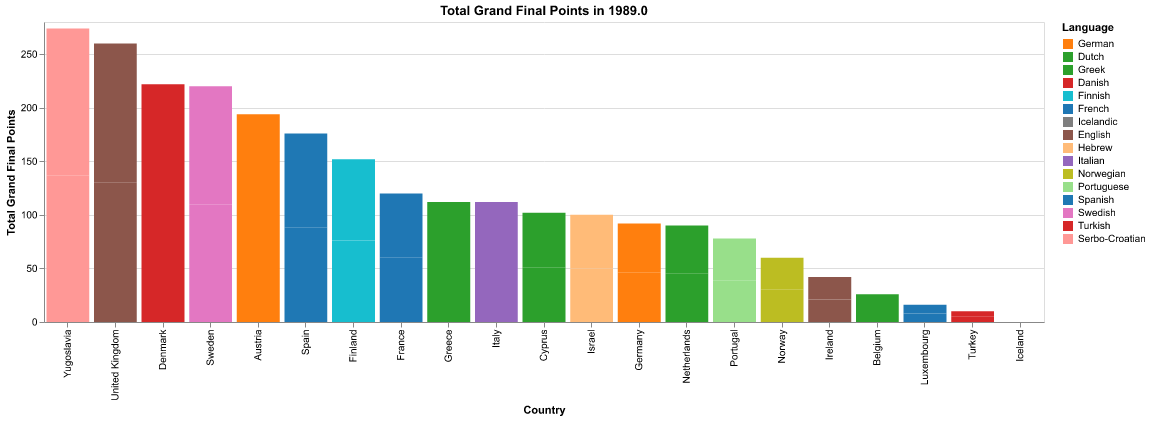 Total Grand Final Points in 1989.0
Total Grand Final Points
250
200
150
100
50
0
Yugoslavia
United Kingdom
Denmark
Sweden
Austria
Spain
Finland
France
Greece
Italy
Cyprus
Israel
Germany
Netherlands
Portugal
Norway
Ireland
Belgium
Luxembourg
Turkey
Iceland
Country
Language
German
Dutch
Greek
Danish
Finnish
French
Icelandic
English
Hebrew
Italian
Norwegian
Portuguese
Spanish
Swedish
Turkish
Serbo-Croatian